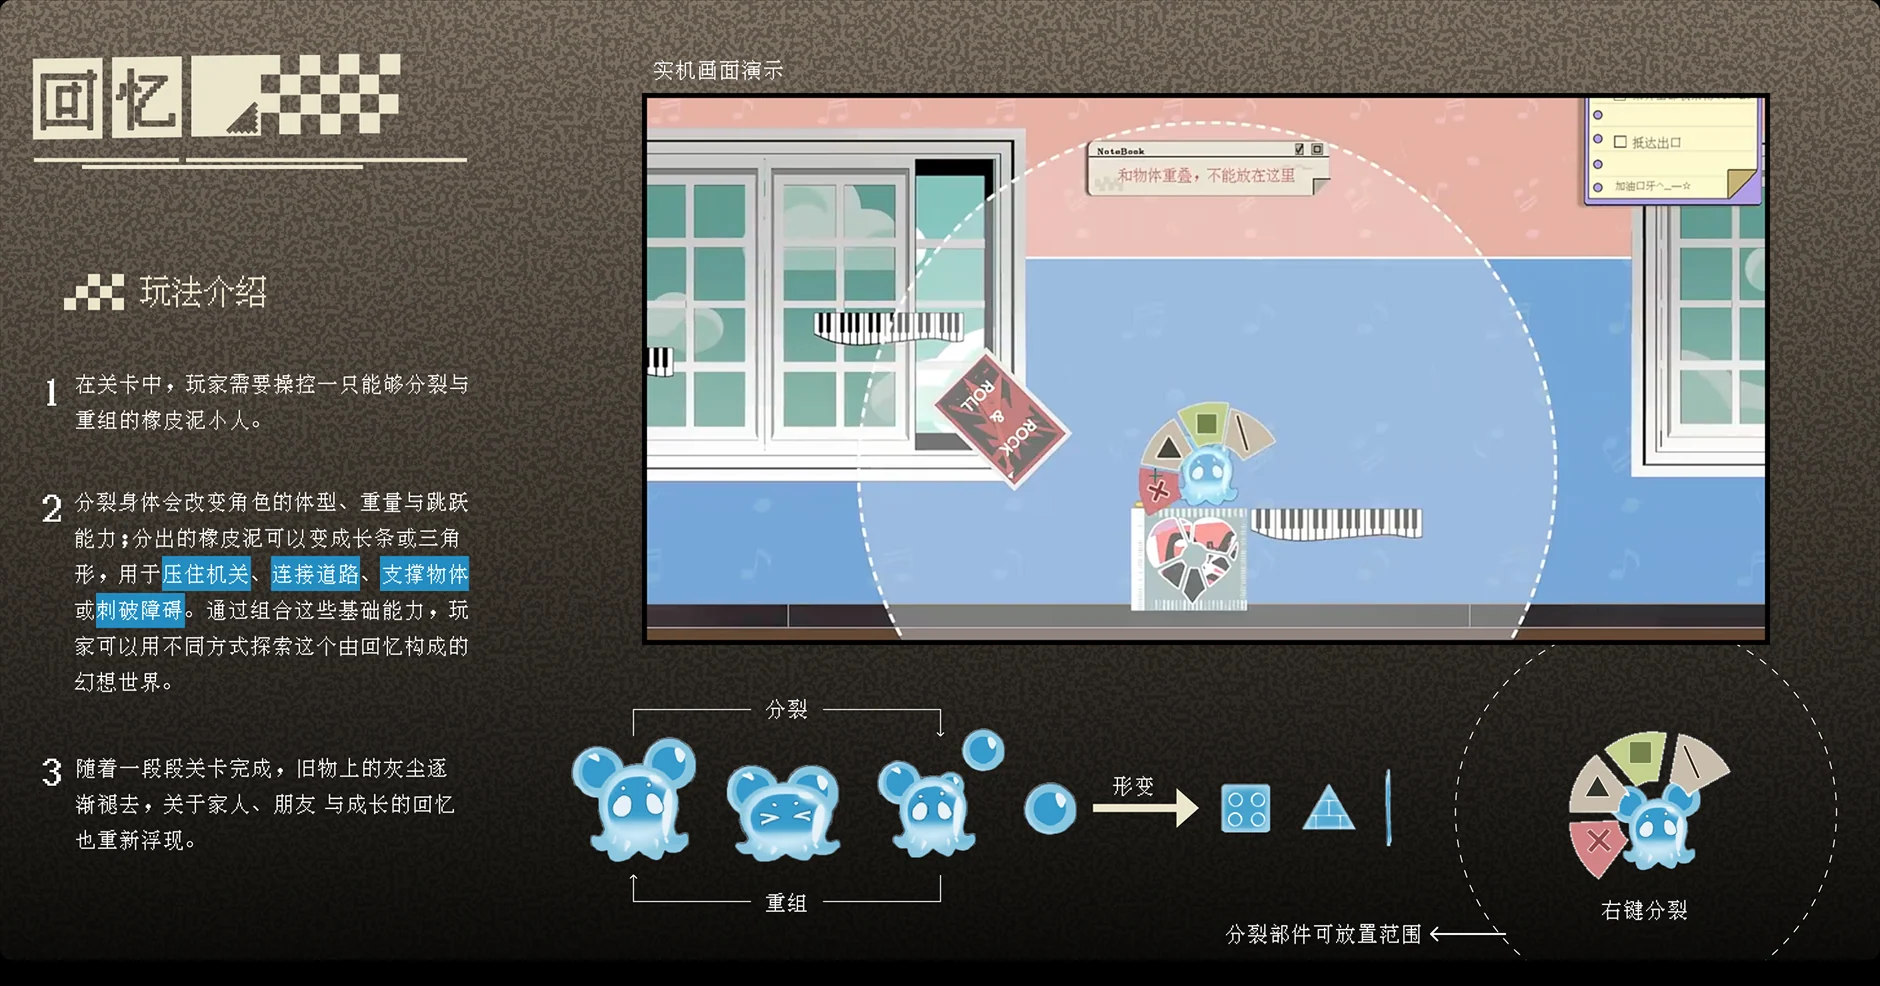 回忆
实机画面演示
NoteBook
和物体重叠，不能放在这里
抵达出口
加油口牙^_—☆
ROCK
&
ROLL
玩法介绍
1
在关卡中，玩家需要操控一只能够分裂与
重组的橡皮泥小人。
2
分裂身体会改变角色的体型、重量与跳跃
能力；分出的橡皮泥可以变成长条或三角
形，用于压住机关、连接道路、支撑物体
或刺破障碍。通过组合这些基础能力，玩
家可以用不同方式探索这个由回忆构成的
幻想世界。
3
随着一段段关卡完成，旧物上的灰尘逐
渐褪去，关于家人、朋友 与成长的回忆
也重新浮现。
分裂
形变
重组
右键分裂
分裂部件可放置范围